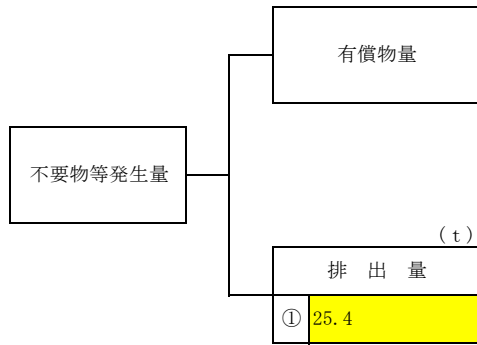 有償物量
不要物等発生量
(t)
排 出 量
① 25.4